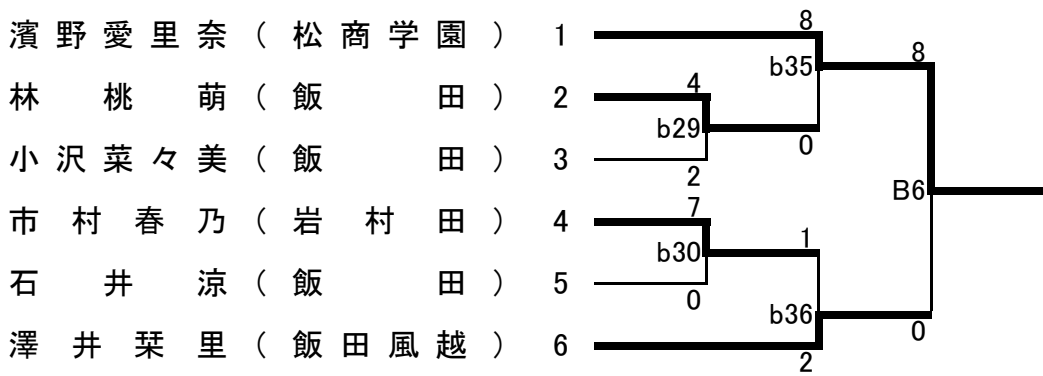 濱野愛里奈(松商学園) 1
林桃萌(飯田) 2
小沢菜々美(飯田) 3
市村春乃(岩村田) 4
石井涼(飯田) 5
澤井栞里(飯田風越) 6
8
b35
8
4
b29
0
2
B6
7
b30
1
0
b36
0
2